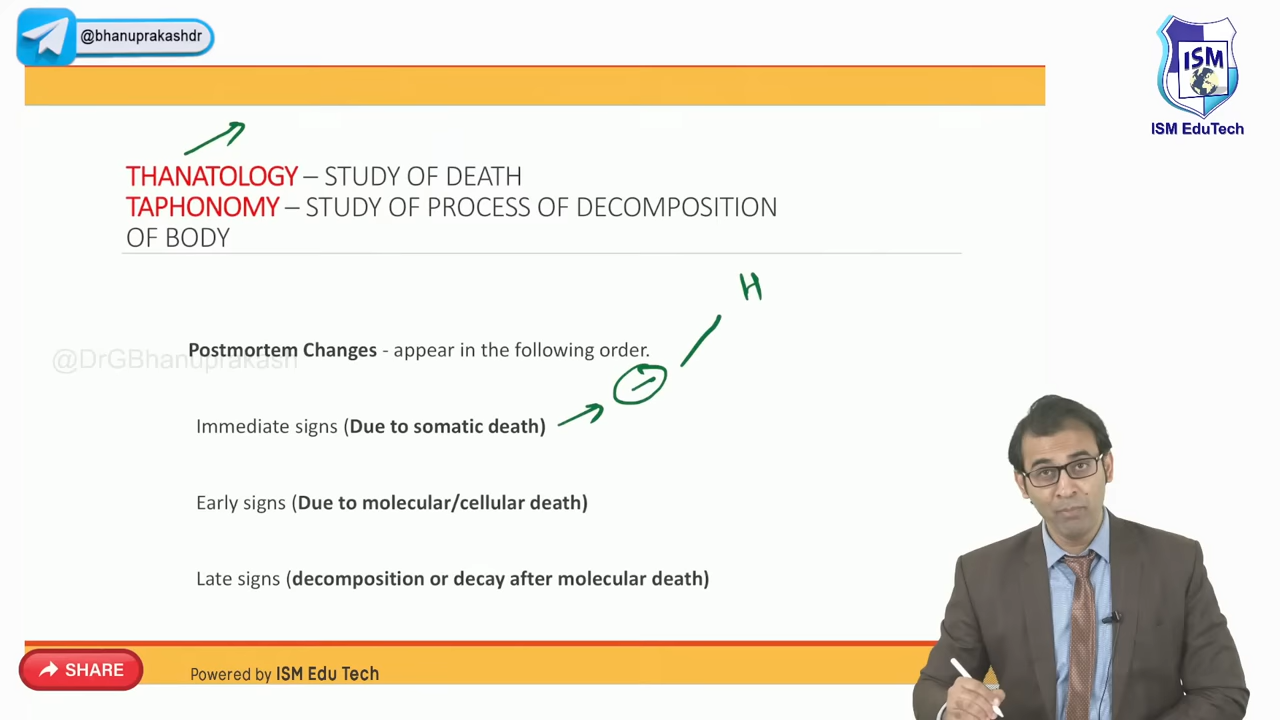 @bhanuprakashdr
ISM
ISM EduTech
THANATOLOGY – STUDY OF DEATH
TAPHONOMY – STUDY OF PROCESS OF DECOMPOSITION
OF BODY
H
@DrGBhanuprakash
Postmortem Changes - appear in the following order.
Immediate signs (Due to somatic death)
Early signs (Due to molecular/cellular death)
Late signs (decomposition or decay after molecular death)
SHARE
Powered by ISM Edu Tech